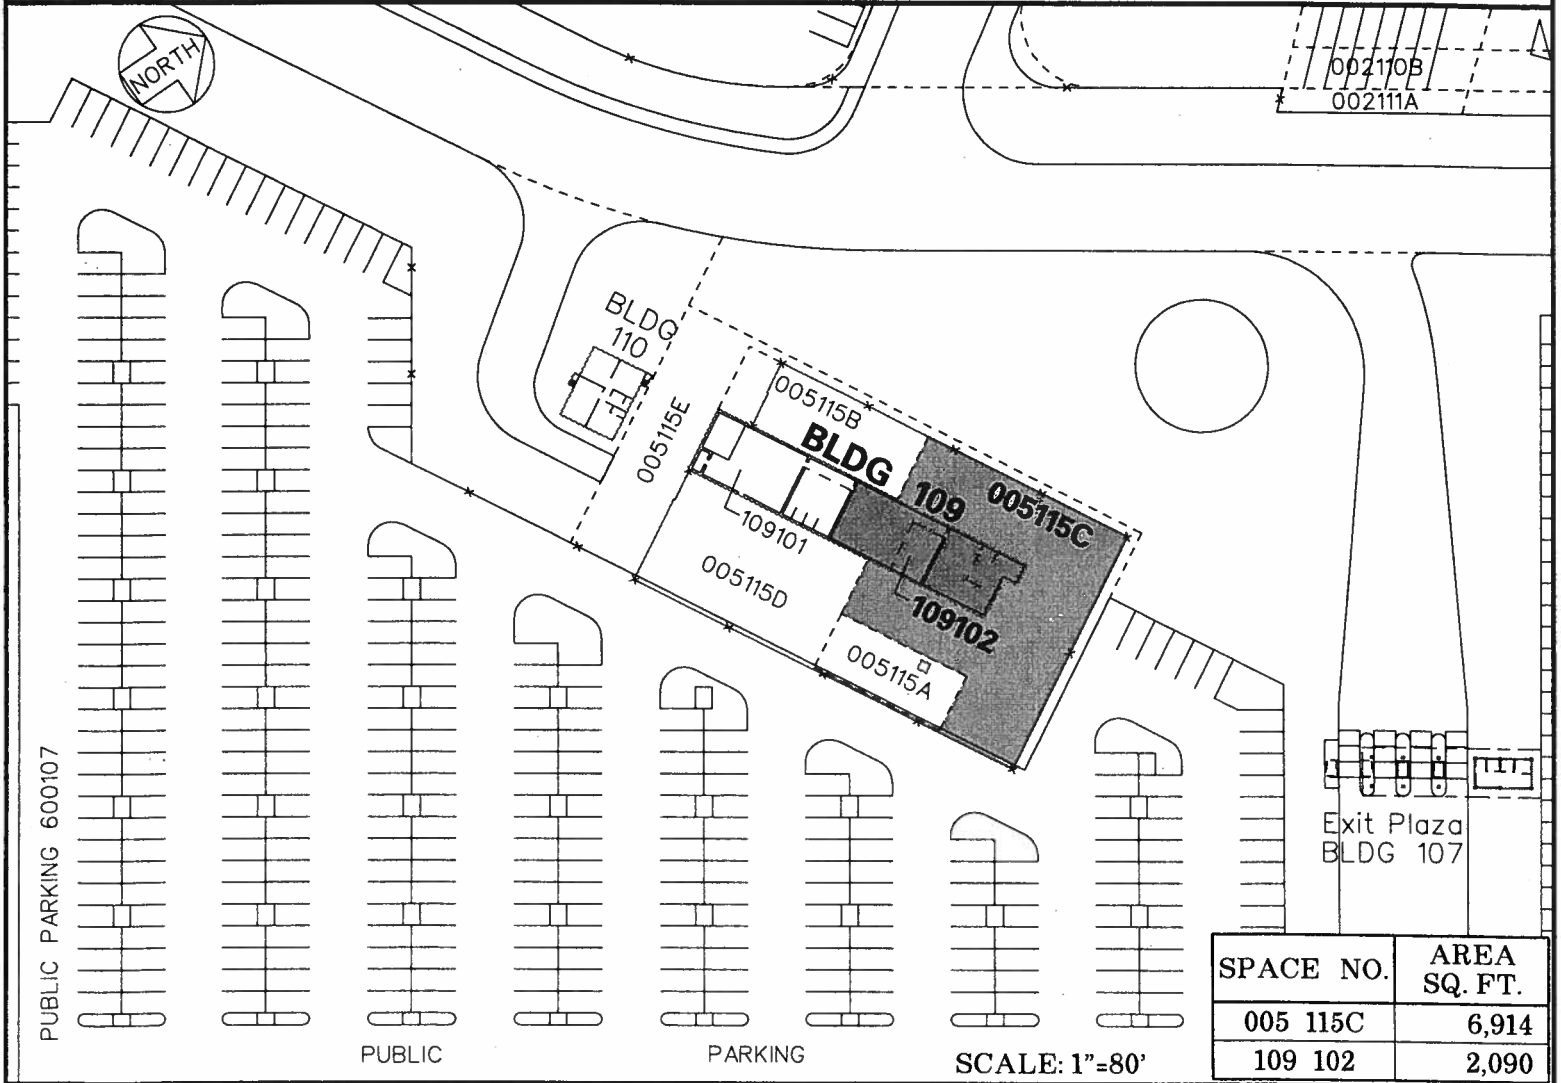 NORTH
002110B
002111A
BLDG
110
005115B
005115E
BLDG
109
005115C
109101
005115D
109102
005115A
PUBLIC PARKING 600107
Exit Plaza
BLDG 107
PUBLIC PARKING
SCALE: 1"=80'
SPACE NO. AREA SQ. FT.
005 115C 6,914
109 102 2,090